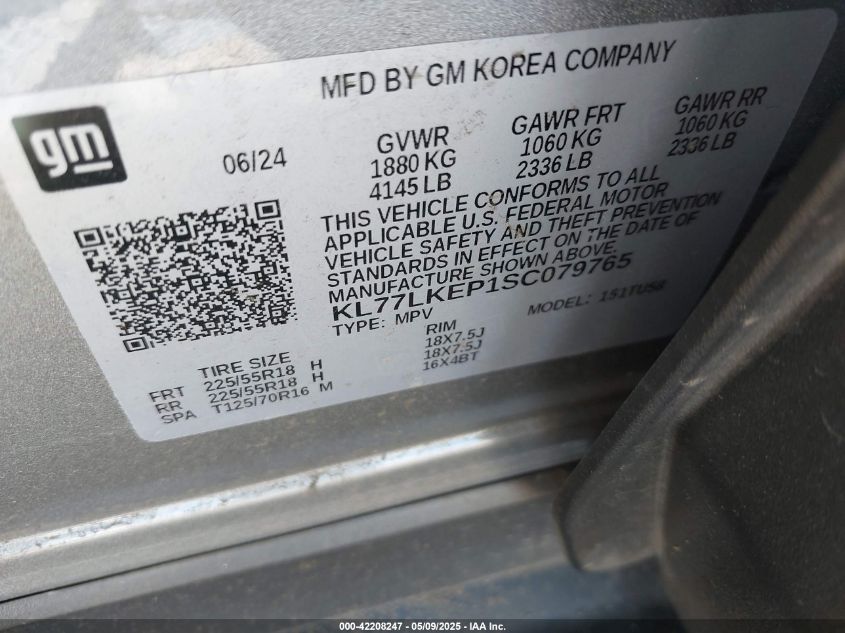 MFD BY GM KOREA COMPANY
gm
06/24
GVWR
1880 KG
4145 LB
GAWR FRT
1060 KG
2336 LB
GAWR RR
1060 KG
2336 LB
THIS VEHICLE CONFORMS TO ALL
APPLICABLE U.S. FEDERAL MOTOR
VEHICLE SAFETY AND THEFT PREVENTION
STANDARDS IN EFFECT ON THE DATE OF
MANUFACTURE SHOWN ABOVE.
KL77LKEP1SC079765
TYPE: MPV
MODEL: 151TU58
TIRE SIZE
RIM
FRT 225/55R18 H 18X7.5J
RR 225/55R18 H 18X7.5J
SPA T125/70R16 M 16X4BT
000-42208247 - 05/09/2025 - IAA Inc.